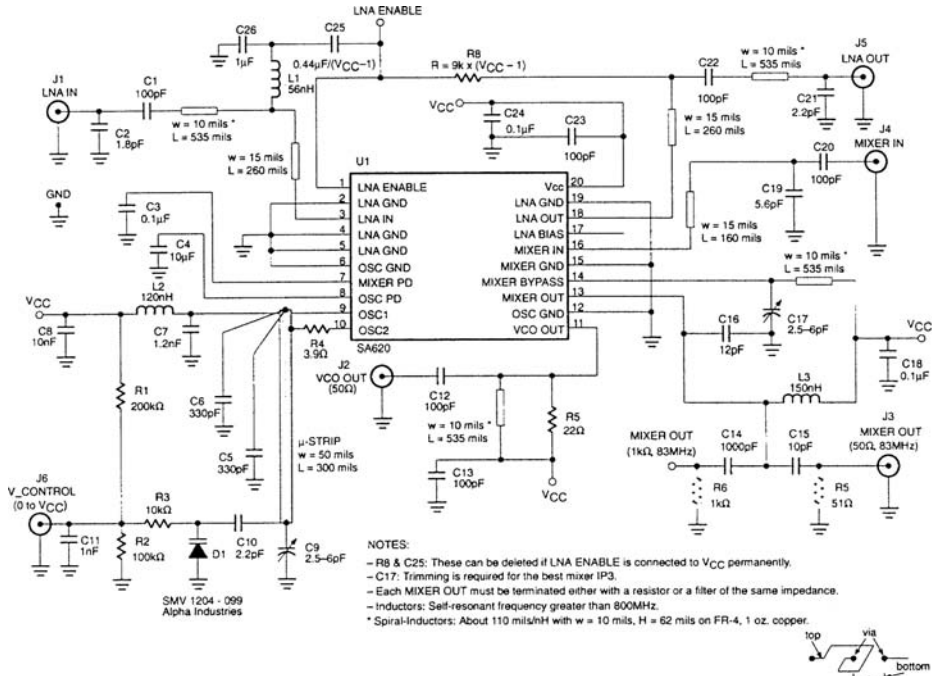 LNA ENABLE
C26
1µF
C25
0.44µF/(VCC–1)
L1
56nH
R8
R = 9k x (VCC – 1)
J1
LNA IN
C1
100pF
C2
1.8pF
w = 10 mils *
L = 535 mils
w = 15 mils
L = 260 mils
C22
100pF
w = 10 mils *
L = 535 mils
J5
LNA OUT
C21
2.2pF
VCC
C24
0.1µF
C23
100pF
w = 15 mils
L = 260 mils
J4
MIXER IN
C20
100pF
C19
5.6pF
w = 15 mils
L = 160 mils
GND
C3
0.1µF
C4
10µF
U1
1 LNA ENABLE
2 LNA GND
3 LNA IN
4 LNA GND
5 LNA GND
6 OSC GND
7 MIXER PD
8 OSC PD
9 OSC1
10 OSC2
Vcc 20
LNA GND 19
LNA OUT 18
LNA BIAS 17
MIXER IN 16
MIXER GND 15
MIXER BYPASS 14
MIXER OUT 13
OSC GND 12
VCO OUT 11
SA620
w = 10 mils *
L = 535 mils
C17
2.5–6pF
C16
12pF
VCC
C18
0.1µF
L3
150nH
VCC
L2
120nH
C8
10nF
C7
1.2nF
R4
3.9Ω
R1
200kΩ
C6
330pF
C5
330pF
µ-STRIP
w = 50 mils
L = 300 mils
J2
VCO OUT
(50Ω)
C12
100pF
w = 10 mils *
L = 535 mils
R5
22Ω
C13
100pF
VCC
MIXER OUT
(1kΩ, 83MHz)
C14
1000pF
C15
10pF
J3
MIXER OUT
(50Ω, 83MHz)
R6
1kΩ
R5
51Ω
J6
V_CONTROL
(0 to VCC)
C11
1nF
R3
10kΩ
R2
100kΩ
D1
C10
2.2pF
C9
2.5–6pF
SMV 1204 - 099
Alpha Industries
NOTES:
– R8 & C25: These can be deleted if LNA ENABLE is connected to VCC permanently.
– C17: Trimming is required for the best mixer IP3.
– Each MIXER OUT must be terminated either with a resistor or a filter of the same impedance.
– Inductors: Self-resonant frequency greater than 800MHz.
* Spiral-Inductors: About 110 mils/nH with w = 10 mils, H = 62 mils on FR-4, 1 oz. copper.
top
via
bottom